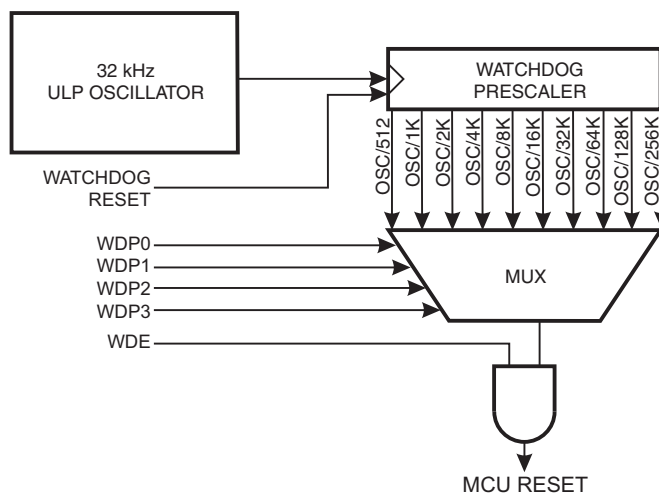 32 kHz
ULP OSCILLATOR
WATCHDOG
PRESCALER
OSC/512
OSC/1K
OSC/2K
OSC/4K
OSC/8K
OSC/16K
OSC/32K
OSC/64K
OSC/128K
OSC/256K
WATCHDOG
RESET
WDP0
WDP1
WDP2
WDP3
MUX
WDE
MCU RESET